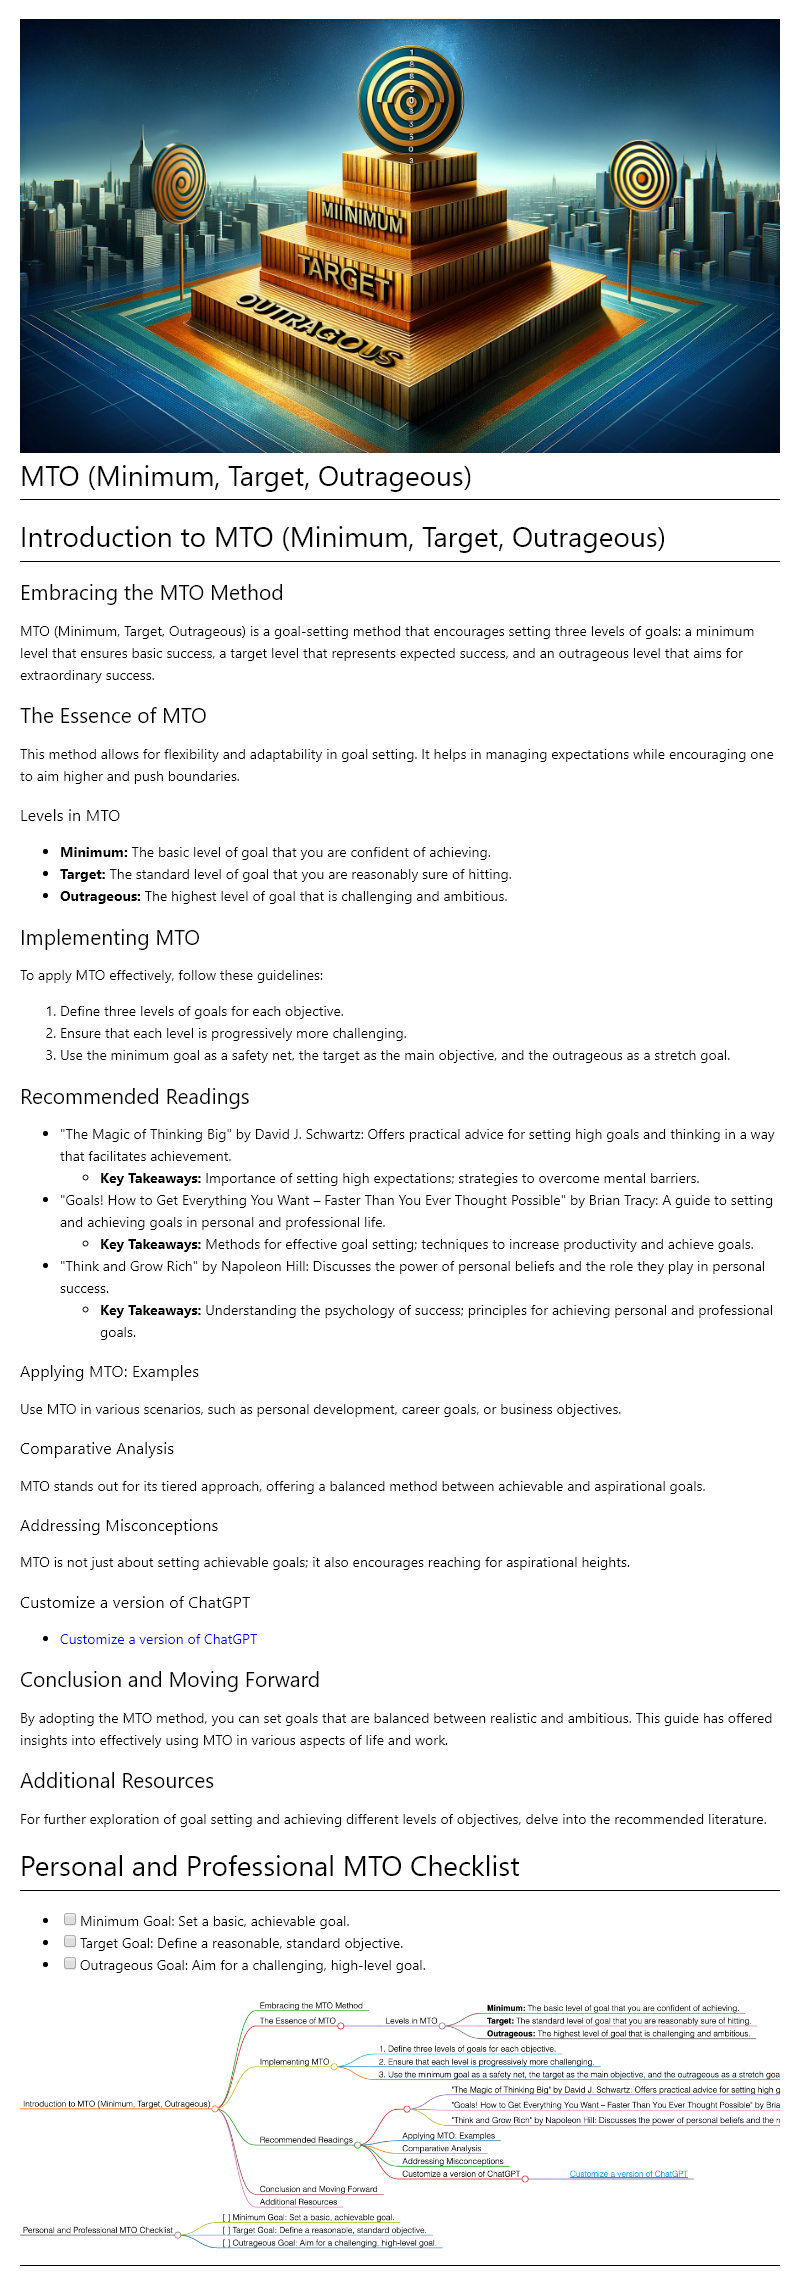 1
8
8
5
0
3
5
0
3
MIINIMUM
TARGET
OUTRAGOUS
MTO (Minimum, Target, Outrageous)
Introduction to MTO (Minimum, Target, Outrageous)
Embracing the MTO Method
MTO (Minimum, Target, Outrageous) is a goal-setting method that encourages setting three levels of goals: a minimum
level that ensures basic success, a target level that represents expected success, and an outrageous level that aims for
extraordinary success.
The Essence of MTO
This method allows for flexibility and adaptability in goal setting. It helps in managing expectations while encouraging one
to aim higher and push boundaries.
Levels in MTO
• Minimum: The basic level of goal that you are confident of achieving.
• Target: The standard level of goal that you are reasonably sure of hitting.
• Outrageous: The highest level of goal that is challenging and ambitious.
Implementing MTO
To apply MTO effectively, follow these guidelines:
1. Define three levels of goals for each objective.
2. Ensure that each level is progressively more challenging.
3. Use the minimum goal as a safety net, the target as the main objective, and the outrageous as a stretch goal.
Recommended Readings
• "The Magic of Thinking Big" by David J. Schwartz: Offers practical advice for setting high goals and thinking in a way
that facilitates achievement.
◦ Key Takeaways: Importance of setting high expectations; strategies to overcome mental barriers.
• "Goals! How to Get Everything You Want – Faster Than You Ever Thought Possible" by Brian Tracy: A guide to setting
and achieving goals in personal and professional life.
◦ Key Takeaways: Methods for effective goal setting; techniques to increase productivity and achieve goals.
• "Think and Grow Rich" by Napoleon Hill: Discusses the power of personal beliefs and the role they play in personal
success.
◦ Key Takeaways: Understanding the psychology of success; principles for achieving personal and professional
goals.
Applying MTO: Examples
Use MTO in various scenarios, such as personal development, career goals, or business objectives.
Comparative Analysis
MTO stands out for its tiered approach, offering a balanced method between achievable and aspirational goals.
Addressing Misconceptions
MTO is not just about setting achievable goals; it also encourages reaching for aspirational heights.
Customize a version of ChatGPT
• Customize a version of ChatGPT
Conclusion and Moving Forward
By adopting the MTO method, you can set goals that are balanced between realistic and ambitious. This guide has offered
insights into effectively using MTO in various aspects of life and work.
Additional Resources
For further exploration of goal setting and achieving different levels of objectives, delve into the recommended literature.
Personal and Professional MTO Checklist
• Minimum Goal: Set a basic, achievable goal.
• Target Goal: Define a reasonable, standard objective.
• Outrageous Goal: Aim for a challenging, high-level goal.
Introduction to MTO (Minimum, Target, Outrageous)
Embracing the MTO Method
The Essence of MTO
Levels in MTO
Minimum: The basic level of goal that you are confident of achieving.
Target: The standard level of goal that you are reasonably sure of hitting.
Outrageous: The highest level of goal that is challenging and ambitious.
Implementing MTO
1. Define three levels of goals for each objective.
2. Ensure that each level is progressively more challenging.
3. Use the minimum goal as a safety net, the target as the main objective, and the outrageous as a stretch goa
Recommended Readings
"The Magic of Thinking Big" by David J. Schwartz: Offers practical advice for setting high g
"Goals! How to Get Everything You Want – Faster Than You Ever Thought Possible" by Bria
"Think and Grow Rich" by Napoleon Hill: Discusses the power of personal beliefs and the r
Applying MTO: Examples
Comparative Analysis
Addressing Misconceptions
Customize a version of ChatGPT
Customize a version of ChatGPT
Conclusion and Moving Forward
Additional Resources
Personal and Professional MTO Checklist
[ ] Minimum Goal: Set a basic, achievable goal.
[ ] Target Goal: Define a reasonable, standard objective.
[ ] Outrageous Goal: Aim for a challenging, high-level goal.